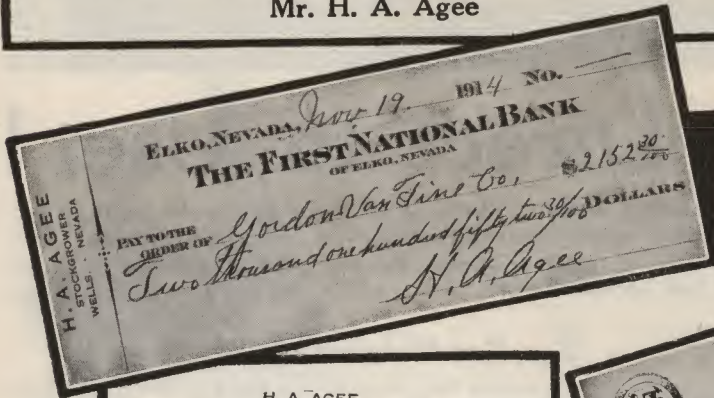 Mr. H. A. Agee
ELKO, NEVADA, Nov 19. 1914 No.
THE FIRST NATIONAL BANK
OF ELKO, NEVADA
$2152 30/100
PAY TO THE
ORDER OF Gordon Van Tine Co,
Two thousand one hundred fifty two 30/100 DOLLARS
H. A. Agee
H. A. AGEE
STOCKGROWER
WELLS. NEVADA
H. A. AGEE